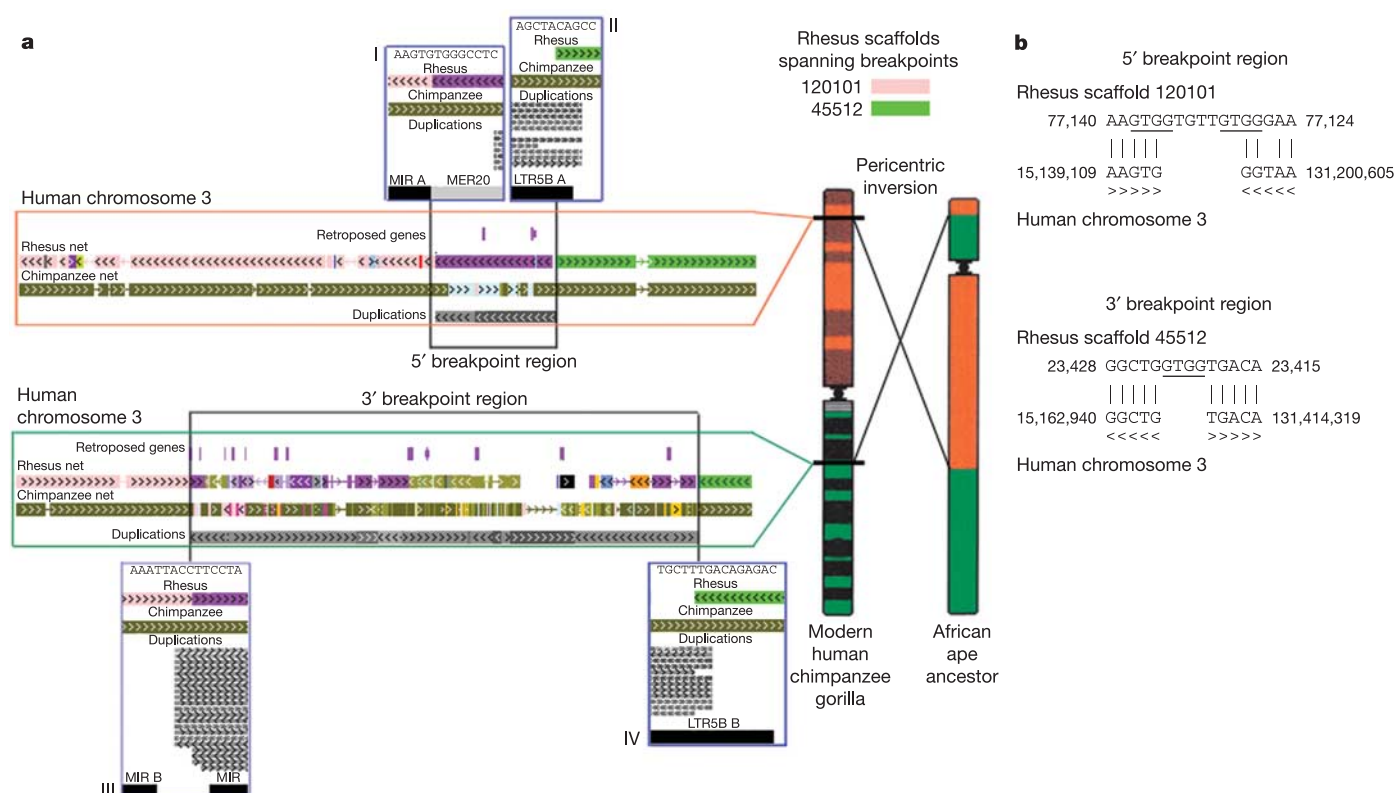 a
I
AAGTGTGGGCCTC
Rhesus
Chimpanzee
Duplications
MIR A
MER20
II
AGCTACAGCC
Rhesus
Chimpanzee
Duplications
LTR5B A
Rhesus scaffolds
spanning breakpoints
120101
45512
Human chromosome 3
Retroposed genes
Rhesus net
Chimpanzee net
Duplications
5′ breakpoint region
Pericentric
inversion
Human
chromosome 3
3′ breakpoint region
Retroposed genes
Rhesus net
Chimpanzee net
Duplications
AAATTACCTTCCTA
Rhesus
Chimpanzee
Duplications
MIR B
MIR
III
TGCTTTGACAGAGAC
Rhesus
Chimpanzee
Duplications
LTR5B B
IV
Modern
human
chimpanzee
gorilla
African
ape
ancestor
b
5′ breakpoint region
Rhesus scaffold 120101
77,140 AAGTGGTGTTGTGGGAA 77,124
15,139,109 AAGTG GGTAA 131,200,605
>>>>> <<<<<
Human chromosome 3
3′ breakpoint region
Rhesus scaffold 45512
23,428 GGCTGGTGGTGACA 23,415
15,162,940 GGCTG TGACA 131,414,319
<<<<< >>>>>
Human chromosome 3